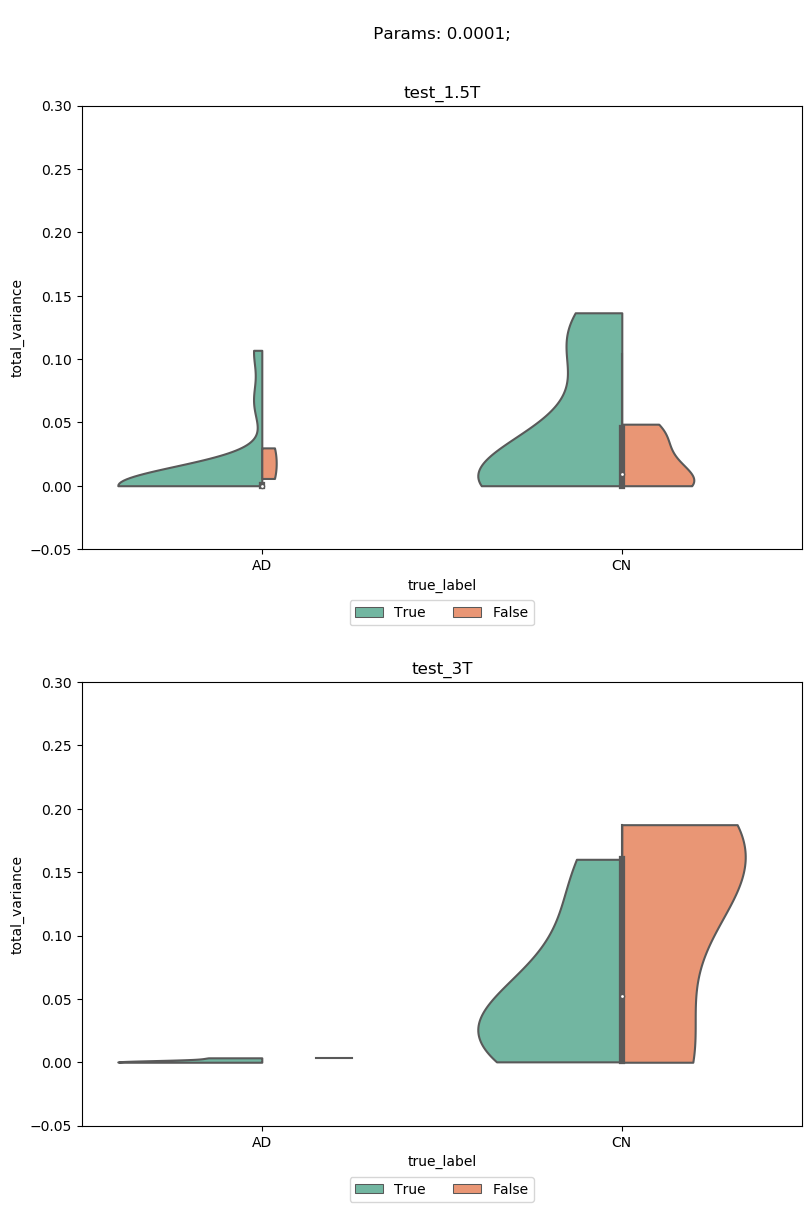 Params: 0.0001;
test_1.5T
0.30
0.25
0.20
0.15
0.10
0.05
0.00
−0.05
total_variance
AD CN
true_label
True False
test_3T
0.30
0.25
0.20
0.15
0.10
0.05
0.00
−0.05
total_variance
AD CN
true_label
True False